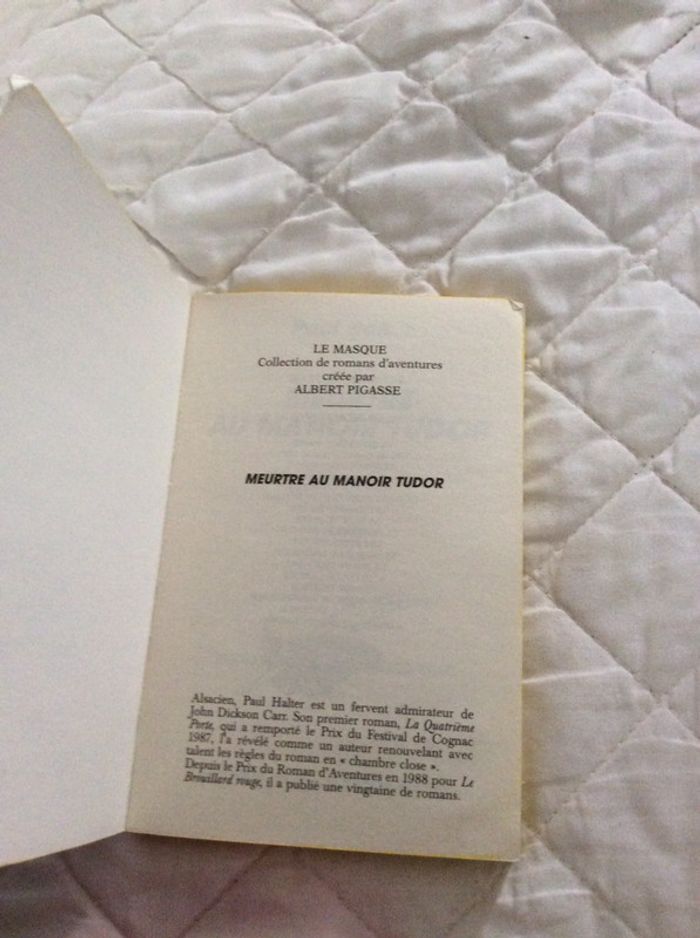 LE MASQUE
Collection de romans d'aventures
créée par
ALBERT PIGASSE
MEURTRE AU MANOIR TUDOR
Alsacien, Paul Halter est un fervent admirateur de
John Dickson Carr. Son premier roman, La Quatrième
Porte, qui a remporté le Prix du Festival de Cognac
1987, l'a révélé comme un auteur renouvelant avec
talent les règles du roman en « chambre close ».
Depuis le Prix du Roman d'Aventures en 1988 pour Le
Brouillard rouge, il a publié une vingtaine de romans.